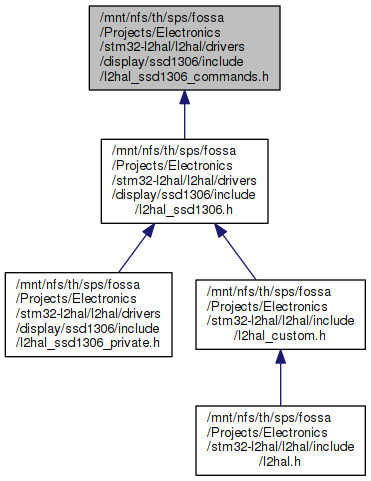 /mnt/nfs/th/sps/fossa
/Projects/Electronics
/stm32-l2hal/l2hal/drivers
/display/ssd1306/include
/l2hal_ssd1306_commands.h
/mnt/nfs/th/sps/fossa
/Projects/Electronics
/stm32-l2hal/l2hal/drivers
/display/ssd1306/include
/l2hal_ssd1306.h
/mnt/nfs/th/sps/fossa
/Projects/Electronics
/stm32-l2hal/l2hal/drivers
/display/ssd1306/include
/l2hal_ssd1306_private.h
/mnt/nfs/th/sps/fossa
/Projects/Electronics
/stm32-l2hal/l2hal/include
/l2hal_custom.h
/mnt/nfs/th/sps/fossa
/Projects/Electronics
/stm32-l2hal/l2hal/include
/l2hal.h